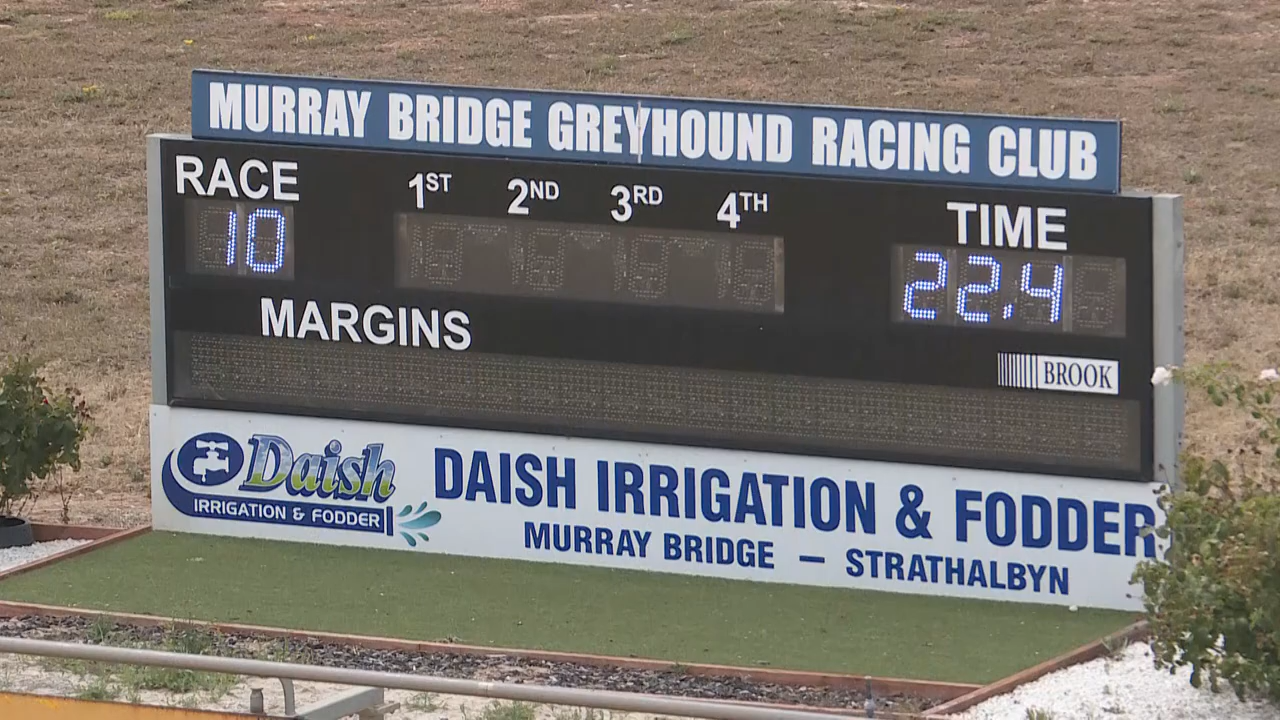 MURRAY BRIDGE GREYHOUND RACING CLUB
RACE 1ST 2ND 3RD 4TH TIME
10 22.4
MARGINS
BROOK
Daish
IRRIGATION & FODDER
DAISH IRRIGATION & FODDER
MURRAY BRIDGE — STRATHALBYN